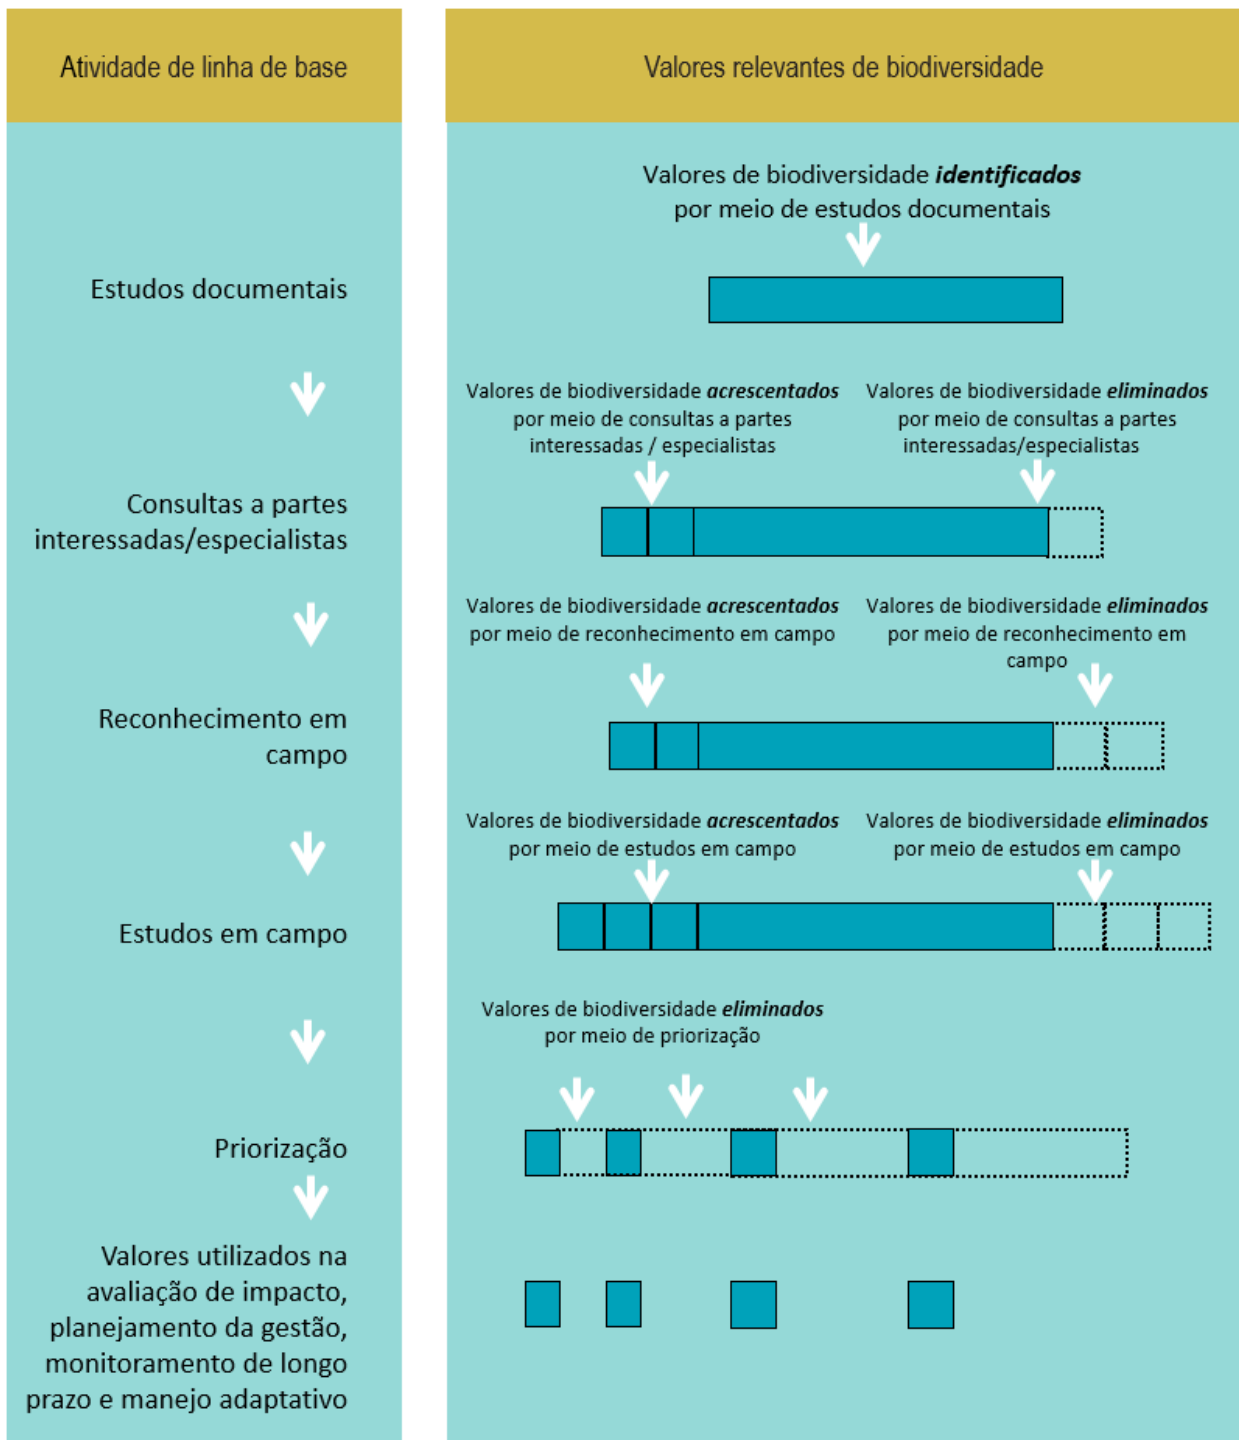 Atividade de linha de base
Valores relevantes de biodiversidade
Valores de biodiversidade identificados
por meio de estudos documentais
Estudos documentais
Valores de biodiversidade acrescentados
por meio de consultas a partes
interessadas / especialistas
Valores de biodiversidade eliminados
por meio de consultas a partes
interessadas/especialistas
Consultas a partes
interessadas/especialistas
Valores de biodiversidade acrescentados
por meio de reconhecimento em campo
Valores de biodiversidade eliminados
por meio de reconhecimento em
campo
Reconhecimento em
campo
Valores de biodiversidade acrescentados
por meio de estudos em campo
Valores de biodiversidade eliminados
por meio de estudos em campo
Estudos em campo
Valores de biodiversidade eliminados
por meio de priorização
Priorização
Valores utilizados na
avaliação de impacto,
planejamento da gestão,
monitoramento de longo
prazo e manejo adaptativo